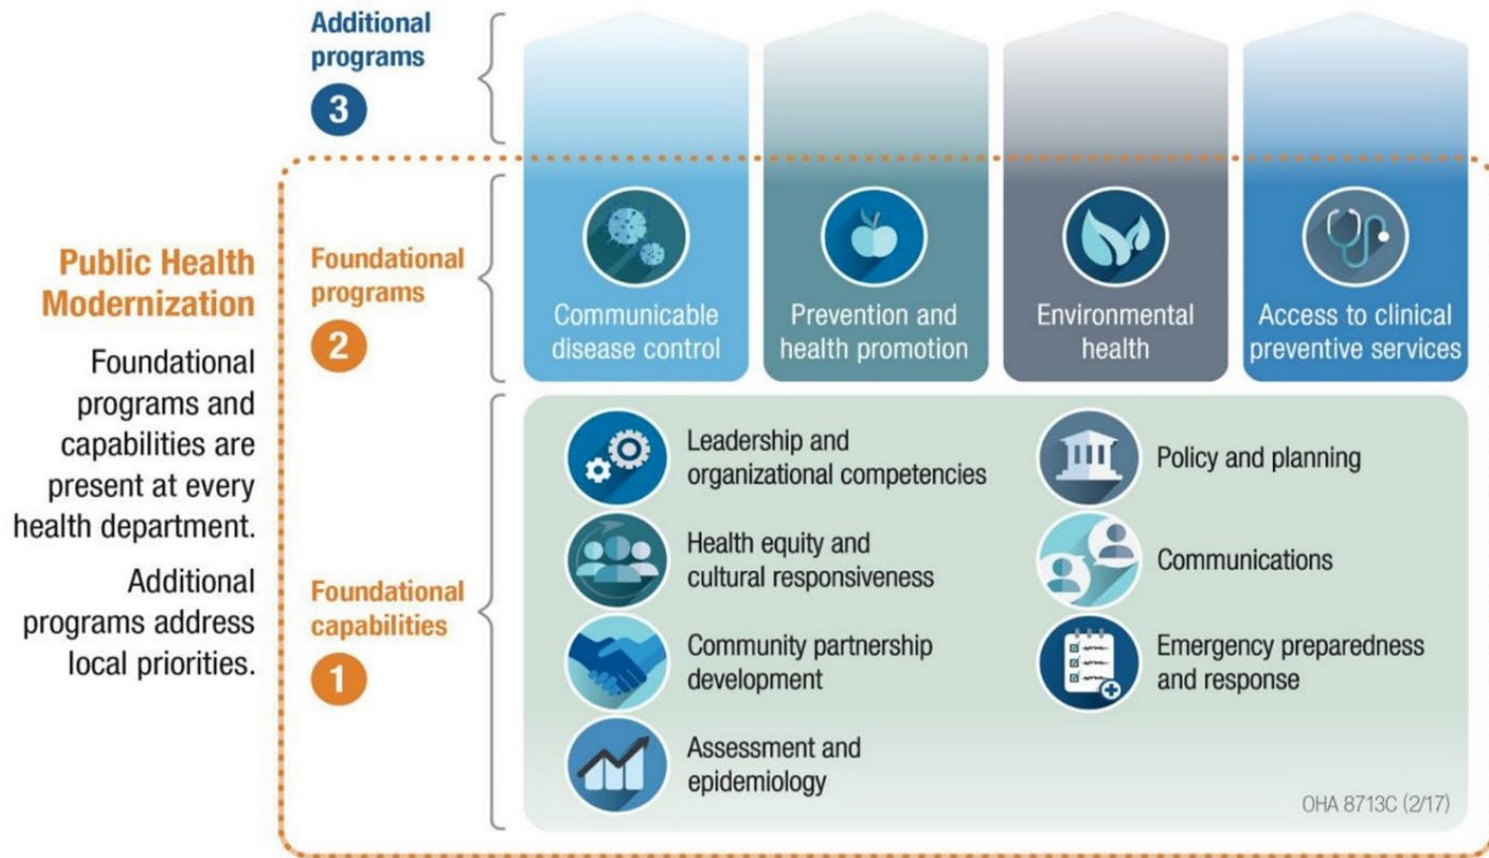 Additional
programs
3
Public Health
Modernization
Foundational
programs and
capabilities are
present at every
health department.
Additional
programs address
local priorities.
Foundational
programs
2
Communicable
disease control
Prevention and
health promotion
Environmental
health
Access to clinical
preventive services
Foundational
capabilities
1
Leadership and
organizational competencies
Health equity and
cultural responsiveness
Community partnership
development
Assessment and
epidemiology
Policy and planning
Communications
Emergency preparedness
and response
OHA 8713C (2/17)